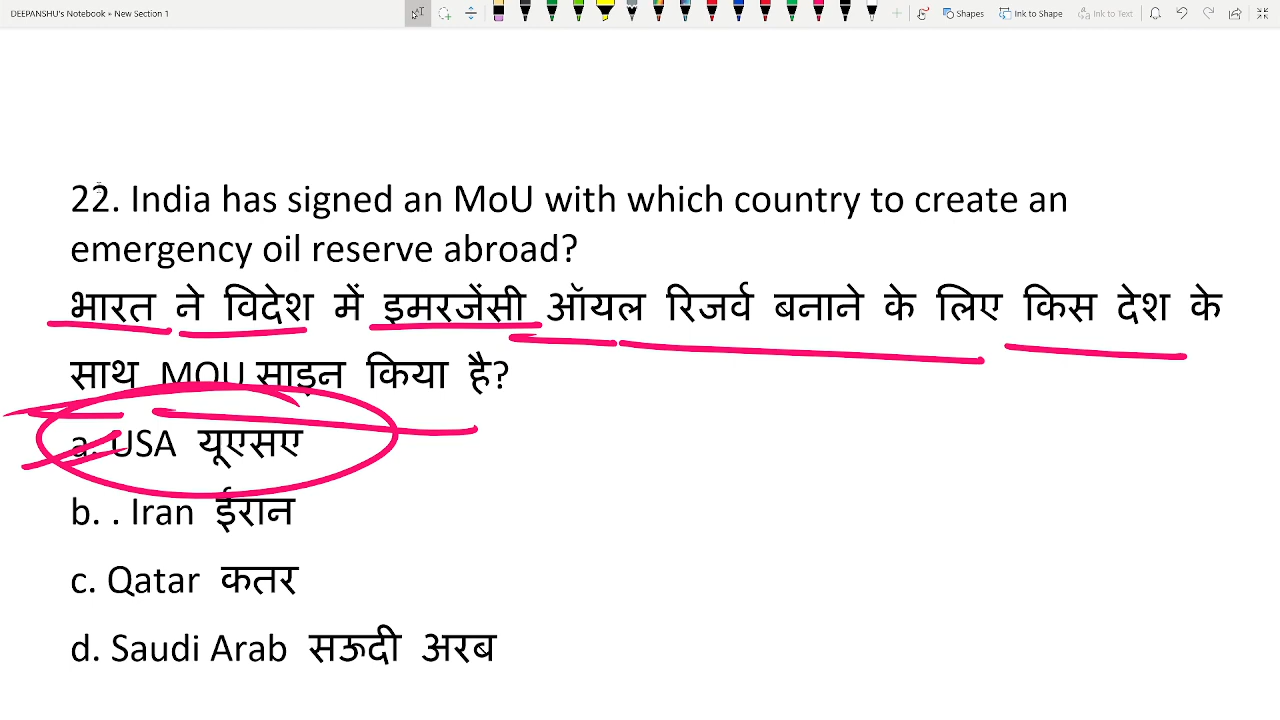 DEEPANSHU's Notebook » New Section 1
Shapes Ink to Shape Ink to Text
22. India has signed an MoU with which country to create an
emergency oil reserve abroad?
भारत ने विदेश में इमरजेंसी ऑयल रिजर्व बनाने के लिए किस देश के
साथ MOU साइन किया है?
a. USA यूएसए
b. . Iran ईरान
c. Qatar कतर
d. Saudi Arab सऊदी अरब